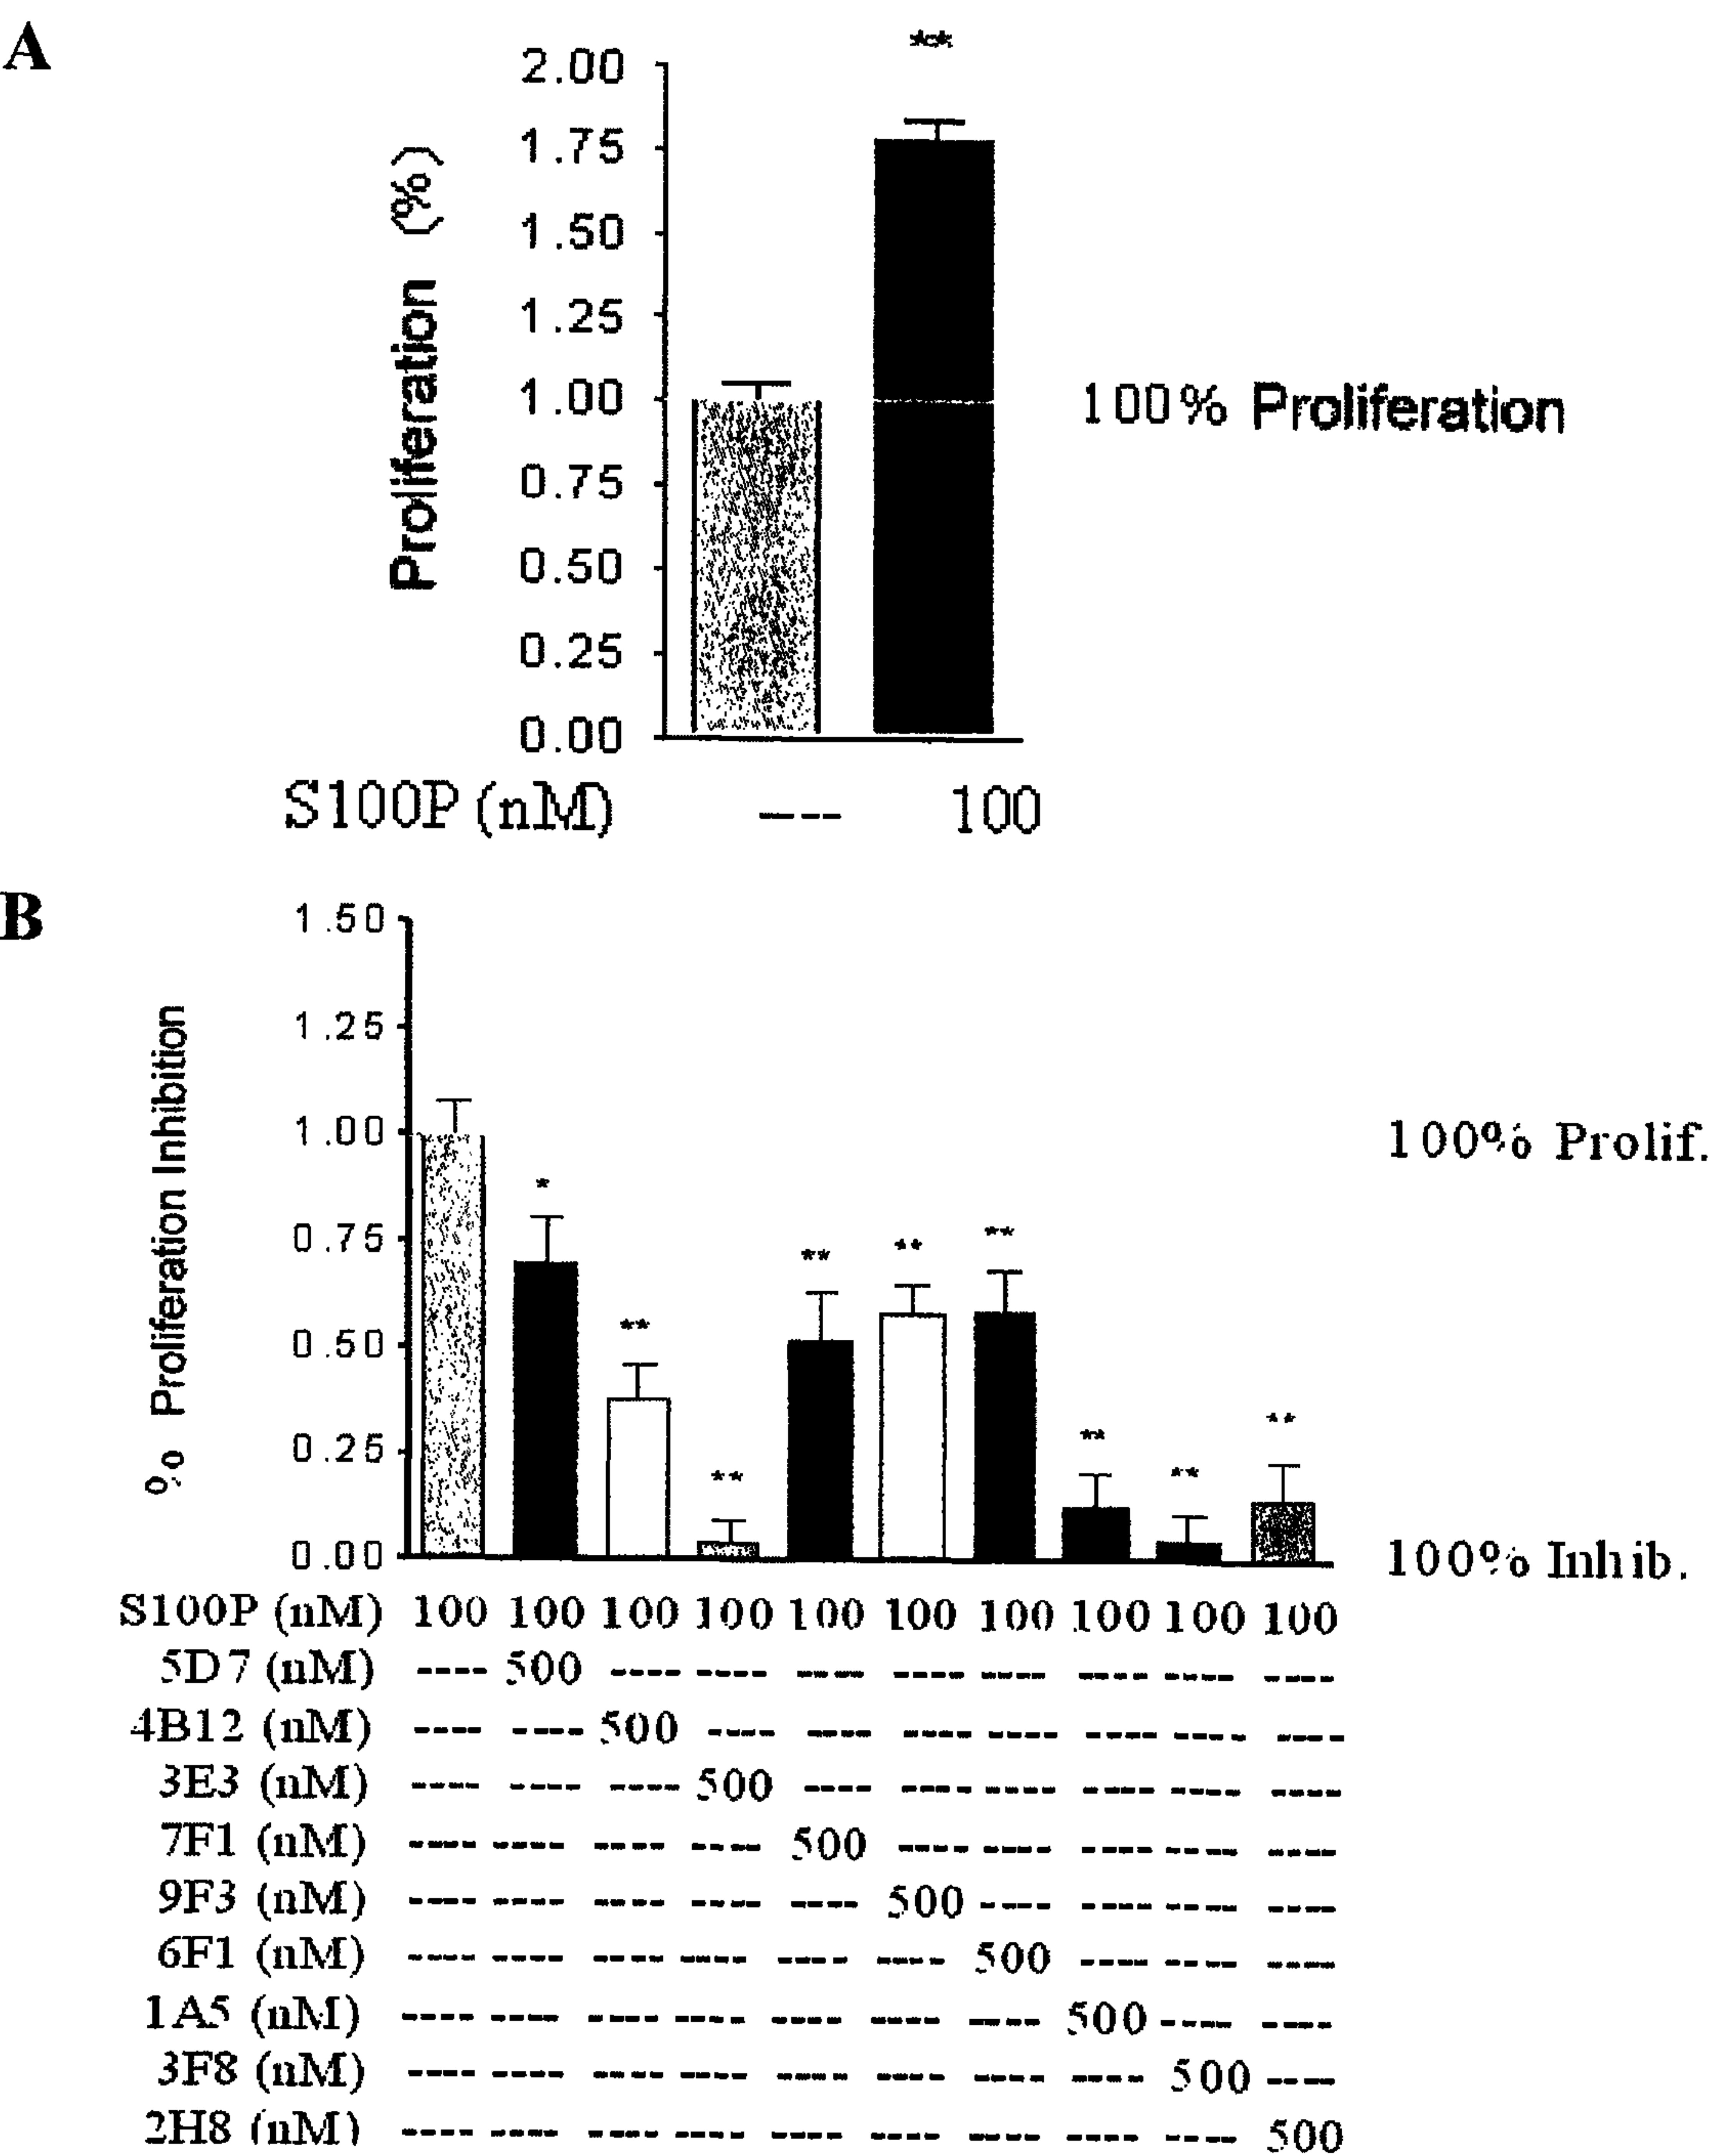 A
**
2.00
1.75
1.50
1.25
1.00
0.75
0.50
0.25
0.00
Proliferation (%)
100% Proliferation
S100P (nM) --- 100
B
1.50
1.25
1.00
0.75
0.50
0.25
0.00
% Proliferation Inhibition
* ** ** ** ** ** ** ** **
100% Prolif.
100% Inhib.
S100P (nM) 100 100 100 100 100 100 100 100 100 100
5D7 (nM) ---- 500 ---- ---- ---- ---- ---- ---- ---- ----
4B12 (nM) ---- ---- 500 ---- ---- ---- ---- ---- ---- ----
3E3 (nM) ---- ---- ---- 500 ---- ---- ---- ---- ---- ----
7F1 (nM) ---- ---- ---- ---- 500 ---- ---- ---- ---- ----
9F3 (nM) ---- ---- ---- ---- ---- 500 ---- ---- ---- ----
6F1 (nM) ---- ---- ---- ---- ---- ---- 500 ---- ---- ----
1A5 (nM) ---- ---- ---- ---- ---- ---- ---- 500 ---- ----
3F8 (nM) ---- ---- ---- ---- ---- ---- ---- ---- 500 ----
2H8 (nM) ---- ---- ---- ---- ---- ---- ---- ---- ---- 500